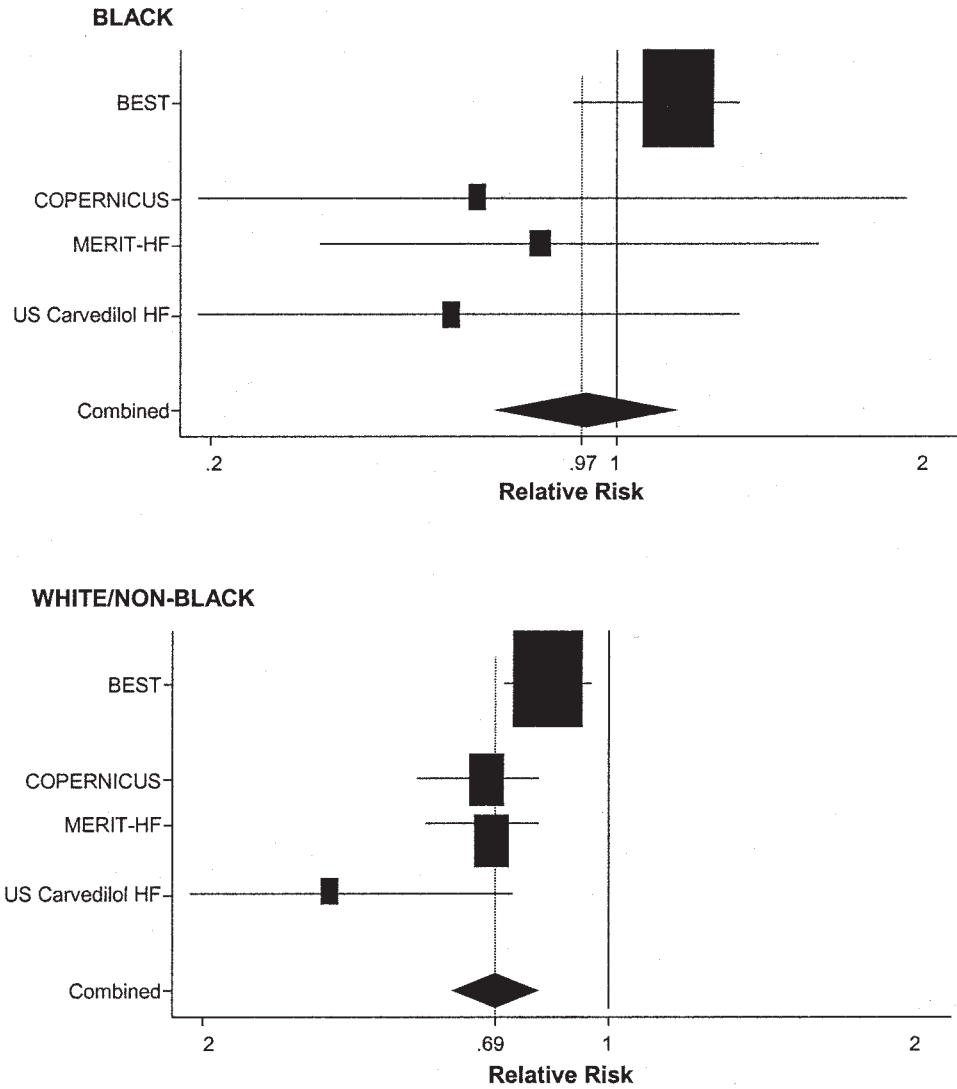 BLACK
BEST
COPERNICUS
MERIT-HF
US Carvedilol HF
Combined
.2 .97 1 2
Relative Risk
WHITE/NON-BLACK
BEST
COPERNICUS
MERIT-HF
US Carvedilol HF
Combined
2 .69 1 2
Relative Risk